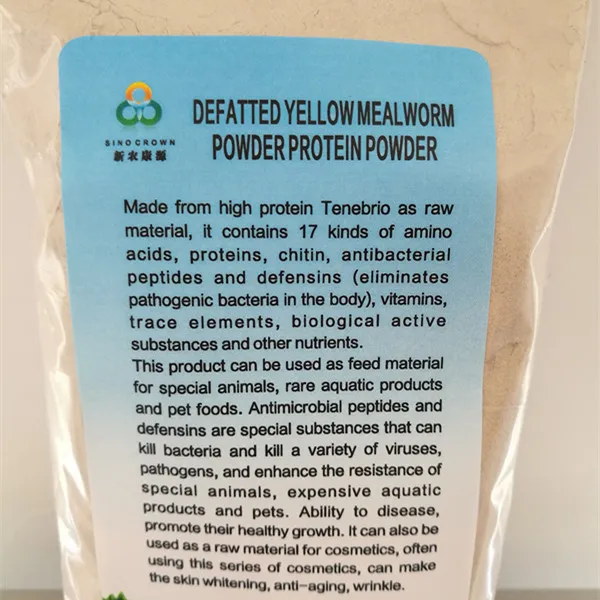 DEFATTED YELLOW MEALWORM
POWDER PROTEIN POWDER
SINOCROWN
新农康源
Made from high protein Tenebrio as raw
material, it contains 17 kinds of amino
acids, proteins, chitin, antibacterial
peptides and defensins (eliminates
pathogenic bacteria in the body), vitamins,
trace elements, biological active
substances and other nutrients.
This product can be used as feed material
for special animals, rare aquatic products
and pet foods. Antimicrobial peptides and
defensins are special substances that can
kill bacteria and kill a variety of viruses,
pathogens, and enhance the resistance of
special animals, expensive aquatic
products and pets. Ability to disease,
promote their healthy growth. It can also be
used as a raw material for cosmetics, often
using this series of cosmetics, can make
the skin whitening, anti-aging, wrinkle.